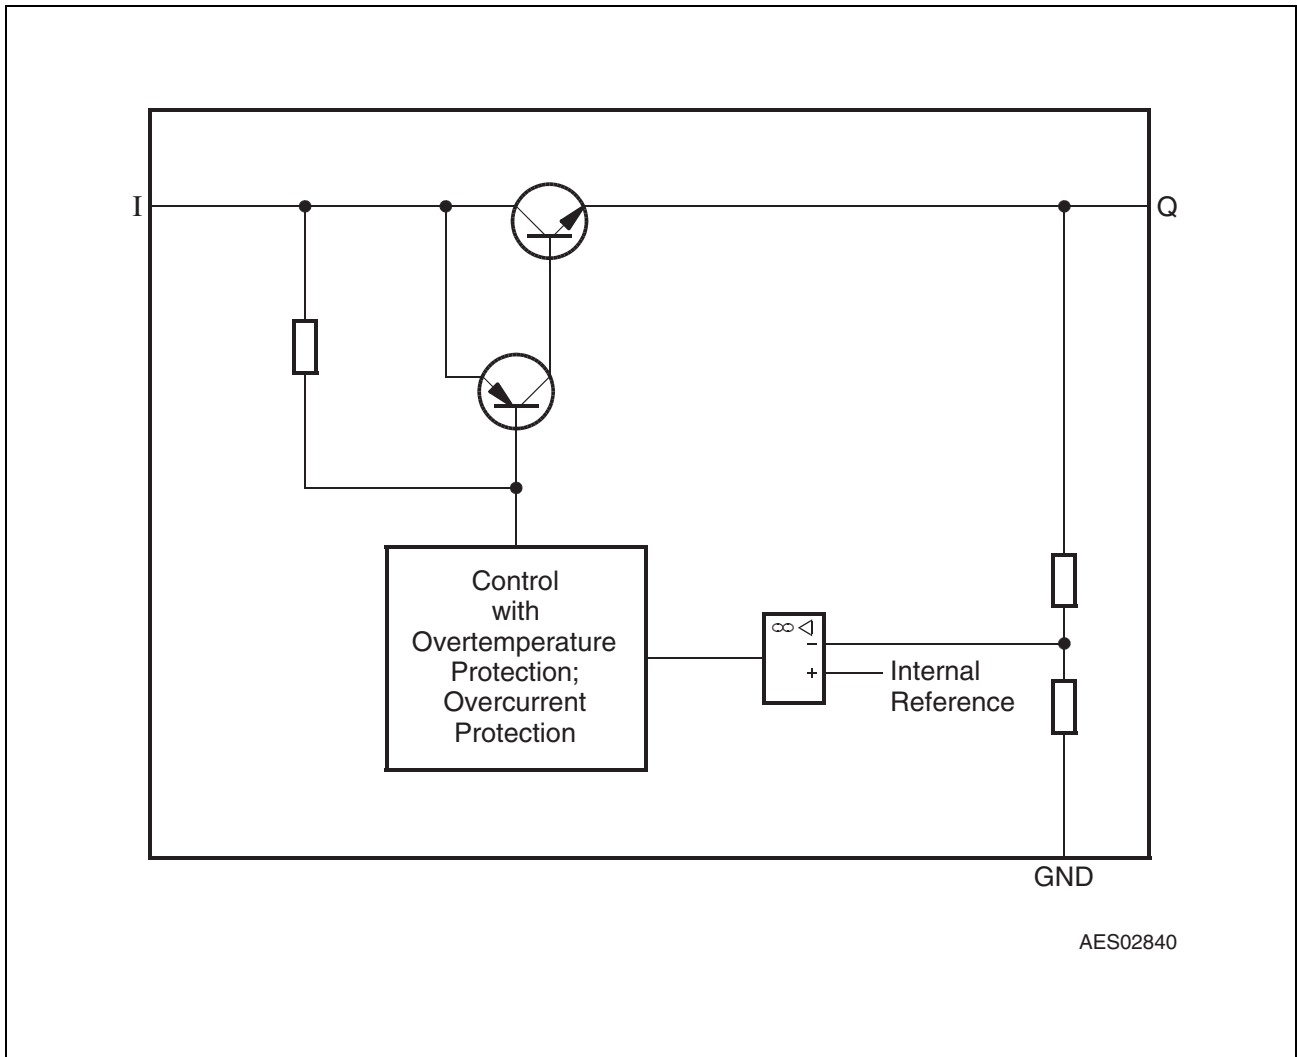 I
Q
Control
with
Overtemperature
Protection;
Overcurrent
Protection
∞ ◁
−
+
Internal
Reference
GND
AES02840